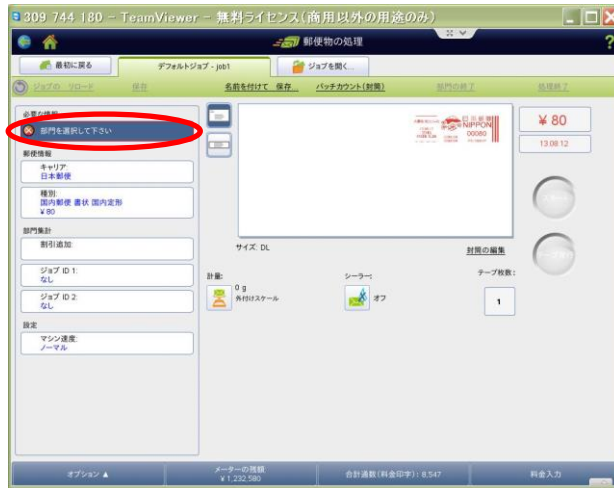 309 744 180 - TeamViewer - 無料ライセンス(商用以外の用途のみ)
郵便物の処理
?
最初に戻る
デフォルトジョブ - job1
ジョブを開く...
ジョブの リロード
保存
名前を付けて 保存...
バッチカウント(封筒)
部門の終了
処理終了
必要な情報
部門を選択して下さい
郵便情報
キャリア:
日本郵便
種別:
国内郵便 書状 国内定形
¥ 80
部門集計
割引追加:
ジョブ ID 1:
なし
ジョブ ID 2:
なし
設定
マシン速度:
ノーマル
日本郵便
NIPPON
00080
¥ 80
13 08 12
サイズ: DL
封筒の編集
計量:
0 g
外付けスケール
シーラー:
オフ
テープ枚数:
1
オプション ▲
メーターの残額
¥ 1,232,580
合計通数(料金印字): 8,547
料金入力